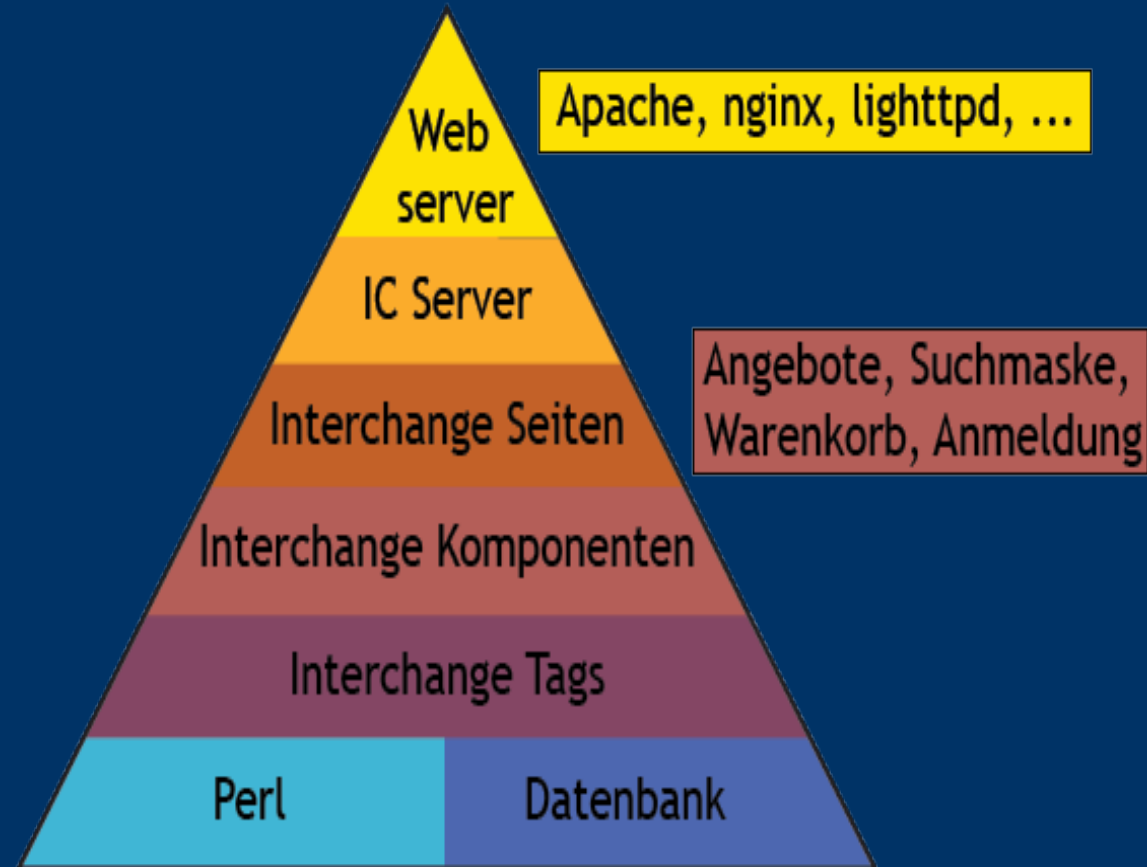 Web
server
Apache, nginx, lighttpd, ...
IC Server
Interchange Seiten
Angebote, Suchmaske,
Warenkorb, Anmeldung
Interchange Komponenten
Interchange Tags
Perl
Datenbank